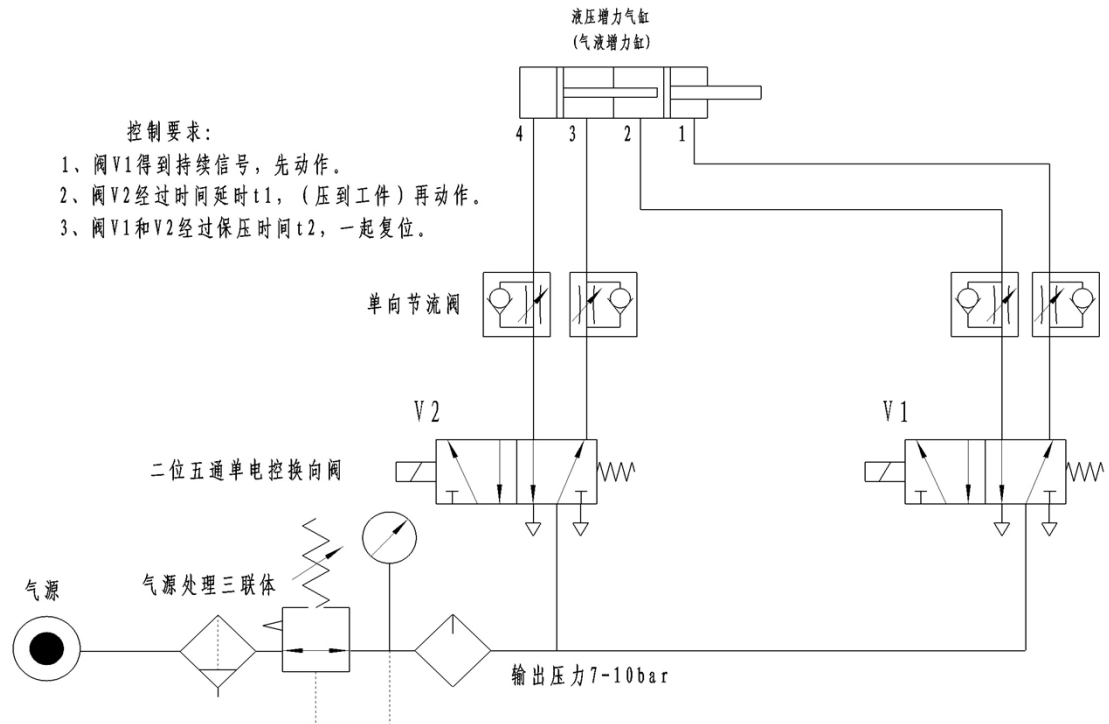 液压增力气缸
(气液增力缸)
4 3 2 1
控制要求:
1、阀V1得到持续信号,先动作。
2、阀V2经过时间延时t1,(压到工件)再动作。
3、阀V1和V2经过保压时间t2,一起复位。
单向节流阀
V2
V1
二位五通单电控换向阀
气源
气源处理三联体
输出压力7-10bar